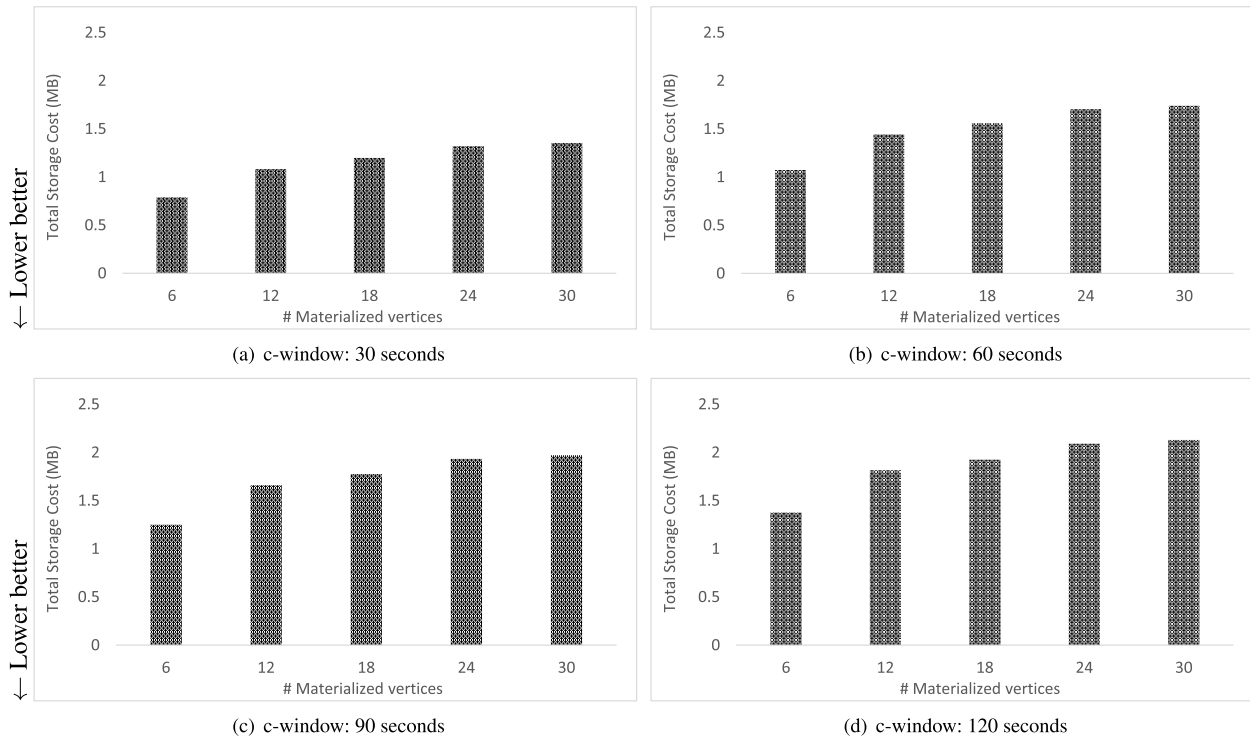 ← Lower better
Total Storage Cost (MB)
2.5
2
1.5
1
0.5
0
6 12 18 24 30
# Materialized vertices
(a) c-window: 30 seconds
Total Storage Cost (MB)
2.5
2
1.5
1
0.5
0
6 12 18 24 30
# Materialized vertices
(b) c-window: 60 seconds
← Lower better
Total Storage Cost (MB)
2.5
2
1.5
1
0.5
0
6 12 18 24 30
# Materialized vertices
(c) c-window: 90 seconds
Total Storage Cost (MB)
2.5
2
1.5
1
0.5
0
6 12 18 24 30
# Materialized vertices
(d) c-window: 120 seconds